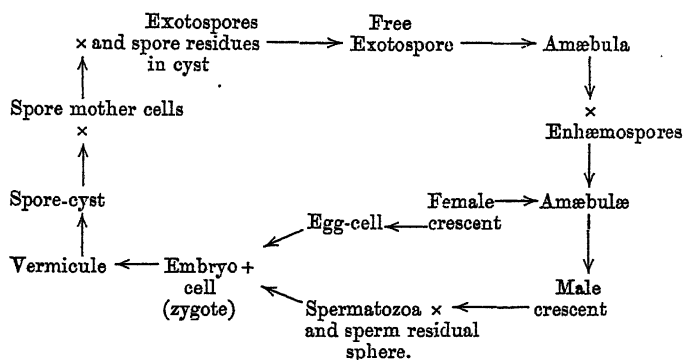 Exotospores
× and spore residues
in cyst
Free
Exotospore
Amæbula
×
Enhæmospores
Spore mother cells
×
Spore-cyst
Female
crescent
Amæbulæ
Egg-cell
Vermicule
Embryo +
cell
(zygote)
Male
crescent
Spermatozoa ×
and sperm residual
sphere.